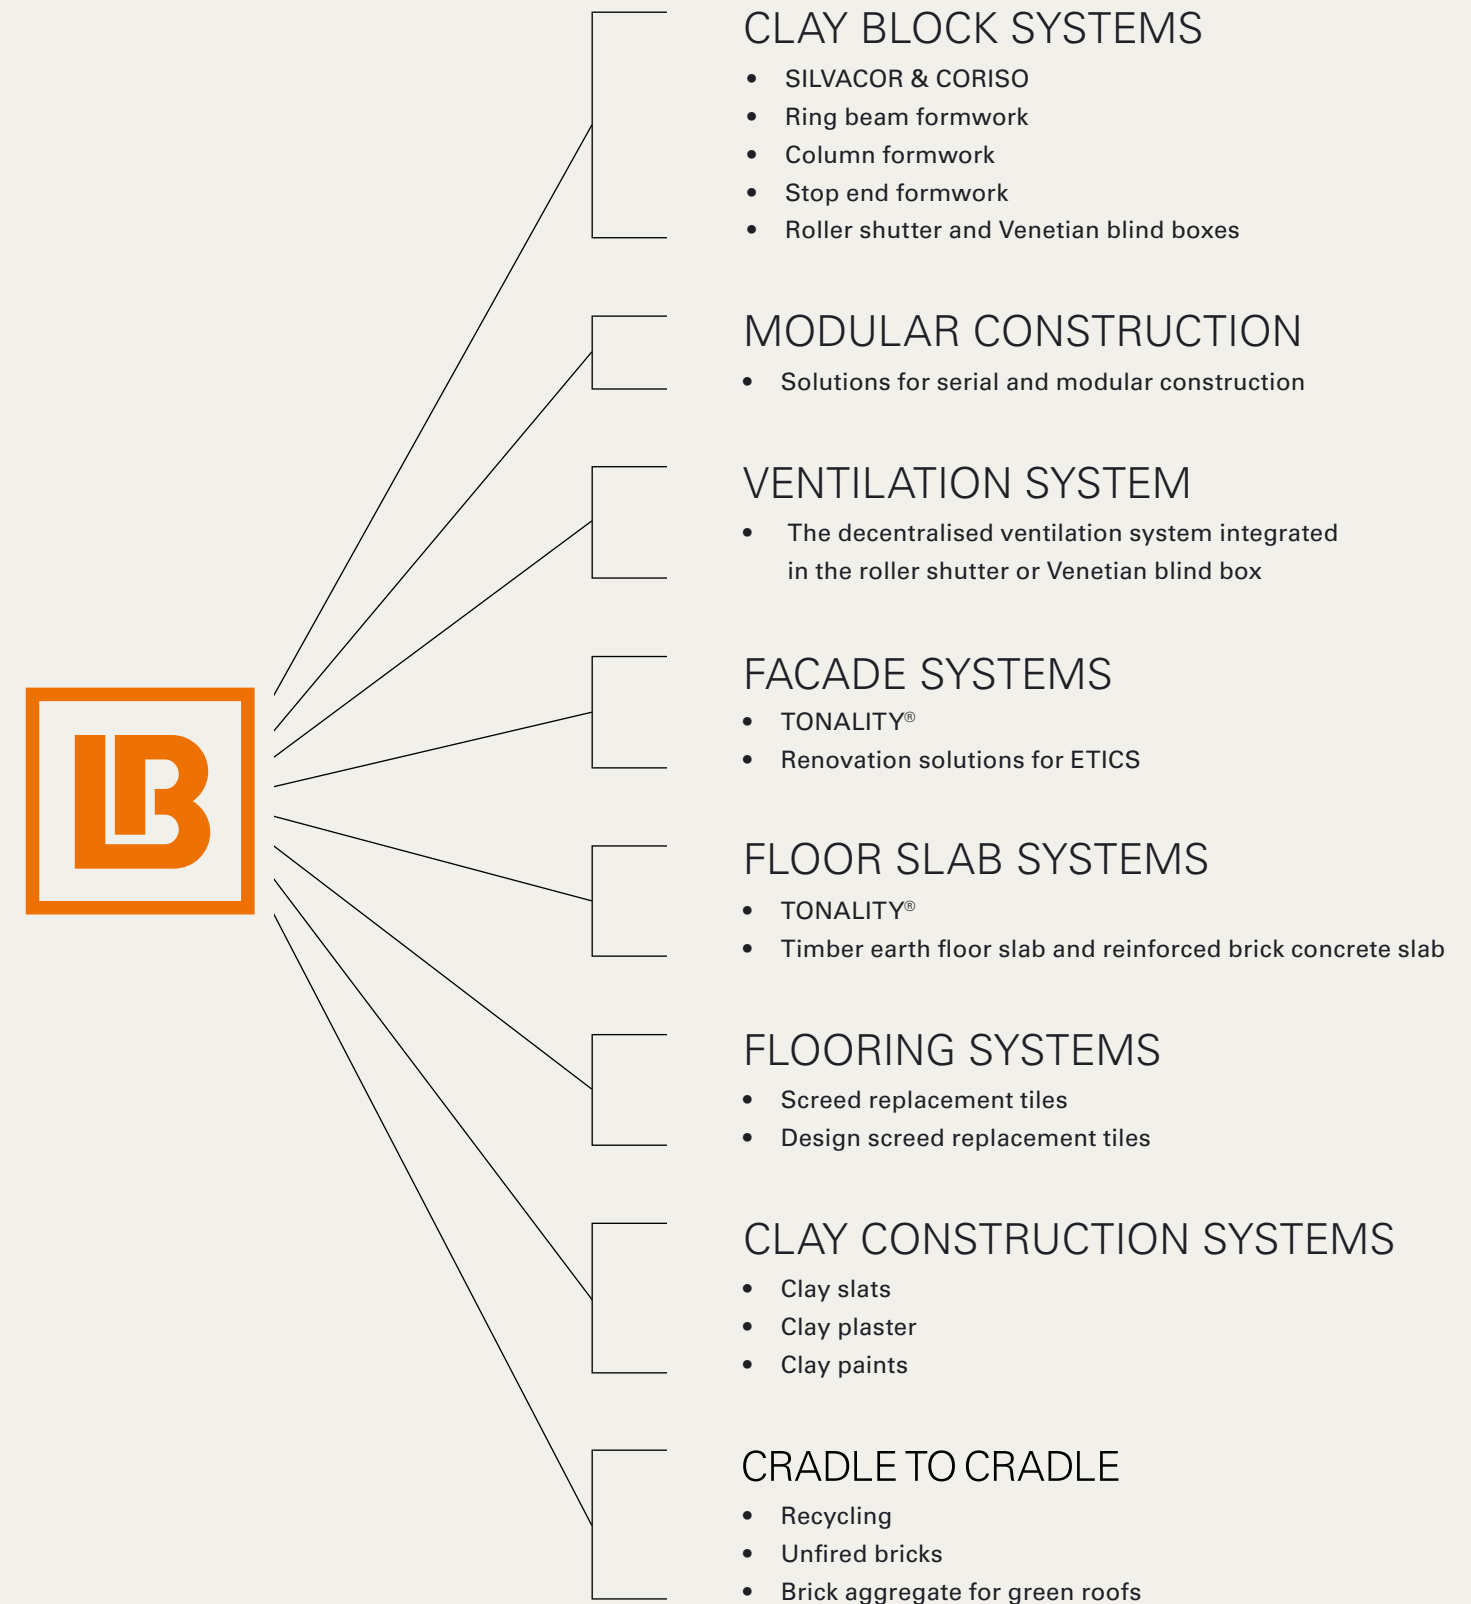 CLAY BLOCK SYSTEMS
• SILVACOR & CORISO
• Ring beam formwork
• Column formwork
• Stop end formwork
• Roller shutter and Venetian blind boxes
MODULAR CONSTRUCTION
• Solutions for serial and modular construction
VENTILATION SYSTEM
• The decentralised ventilation system integrated
in the roller shutter or Venetian blind box
FACADE SYSTEMS
• TONALITY®
• Renovation solutions for ETICS
LB
FLOOR SLAB SYSTEMS
• TONALITY®
• Timber earth floor slab and reinforced brick concrete slab
FLOORING SYSTEMS
• Screed replacement tiles
• Design screed replacement tiles
CLAY CONSTRUCTION SYSTEMS
• Clay slats
• Clay plaster
• Clay paints
CRADLE TO CRADLE
• Recycling
• Unfired bricks
• Brick aggregate for green roofs